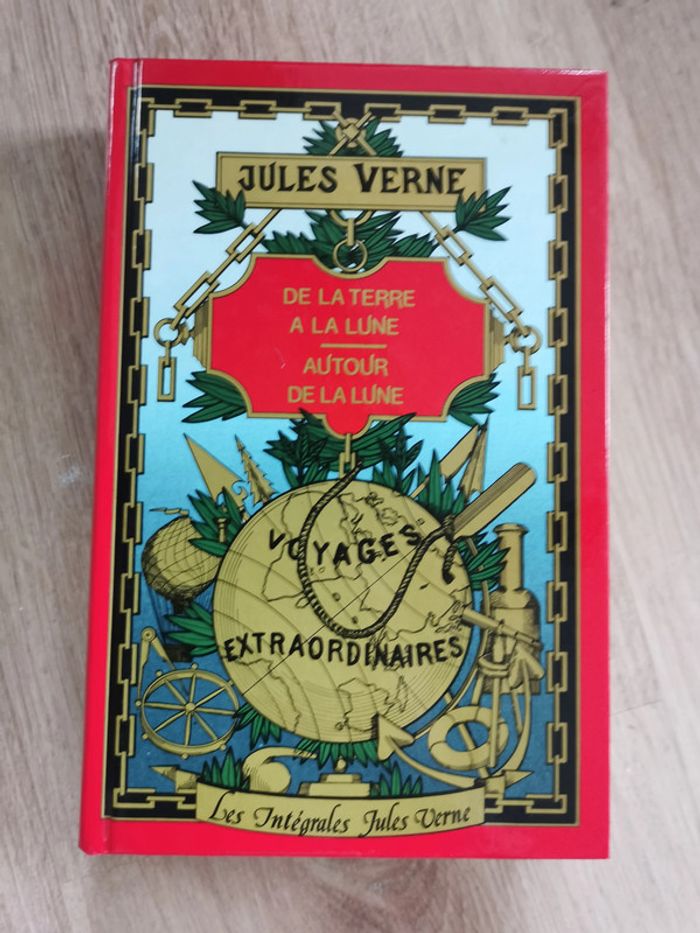 JULES VERNE
DE LA TERRE
A LA LUNE
AUTOUR
DE LA LUNE
VOYAGES
EXTRAORDINAIRES
Les Intégrales Jules Verne